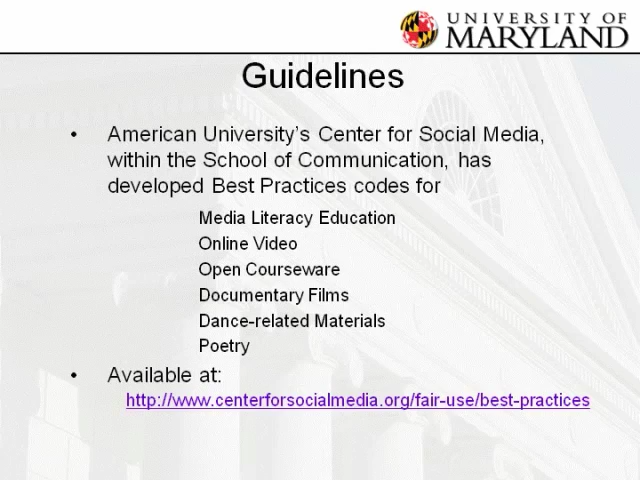 UNIVERSITY OF
MARYLAND
Guidelines
• American University's Center for Social Media,
within the School of Communication, has
developed Best Practices codes for
Media Literacy Education
Online Video
Open Courseware
Documentary Films
Dance-related Materials
Poetry
• Available at:
http://www.centerforsocialmedia.org/fair-use/best-practices